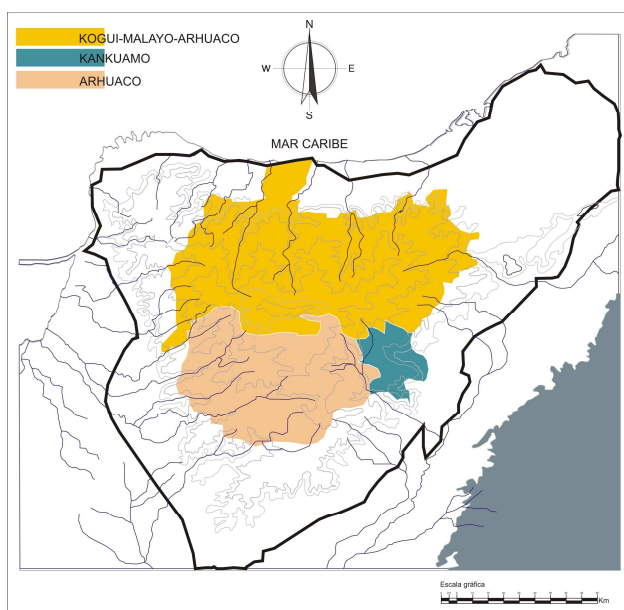 KOGUI-MALAYO-ARHUACO
KANKUAMO
ARHUACO
N
W E
S
MAR CARIBE
Escala gráfica
Km